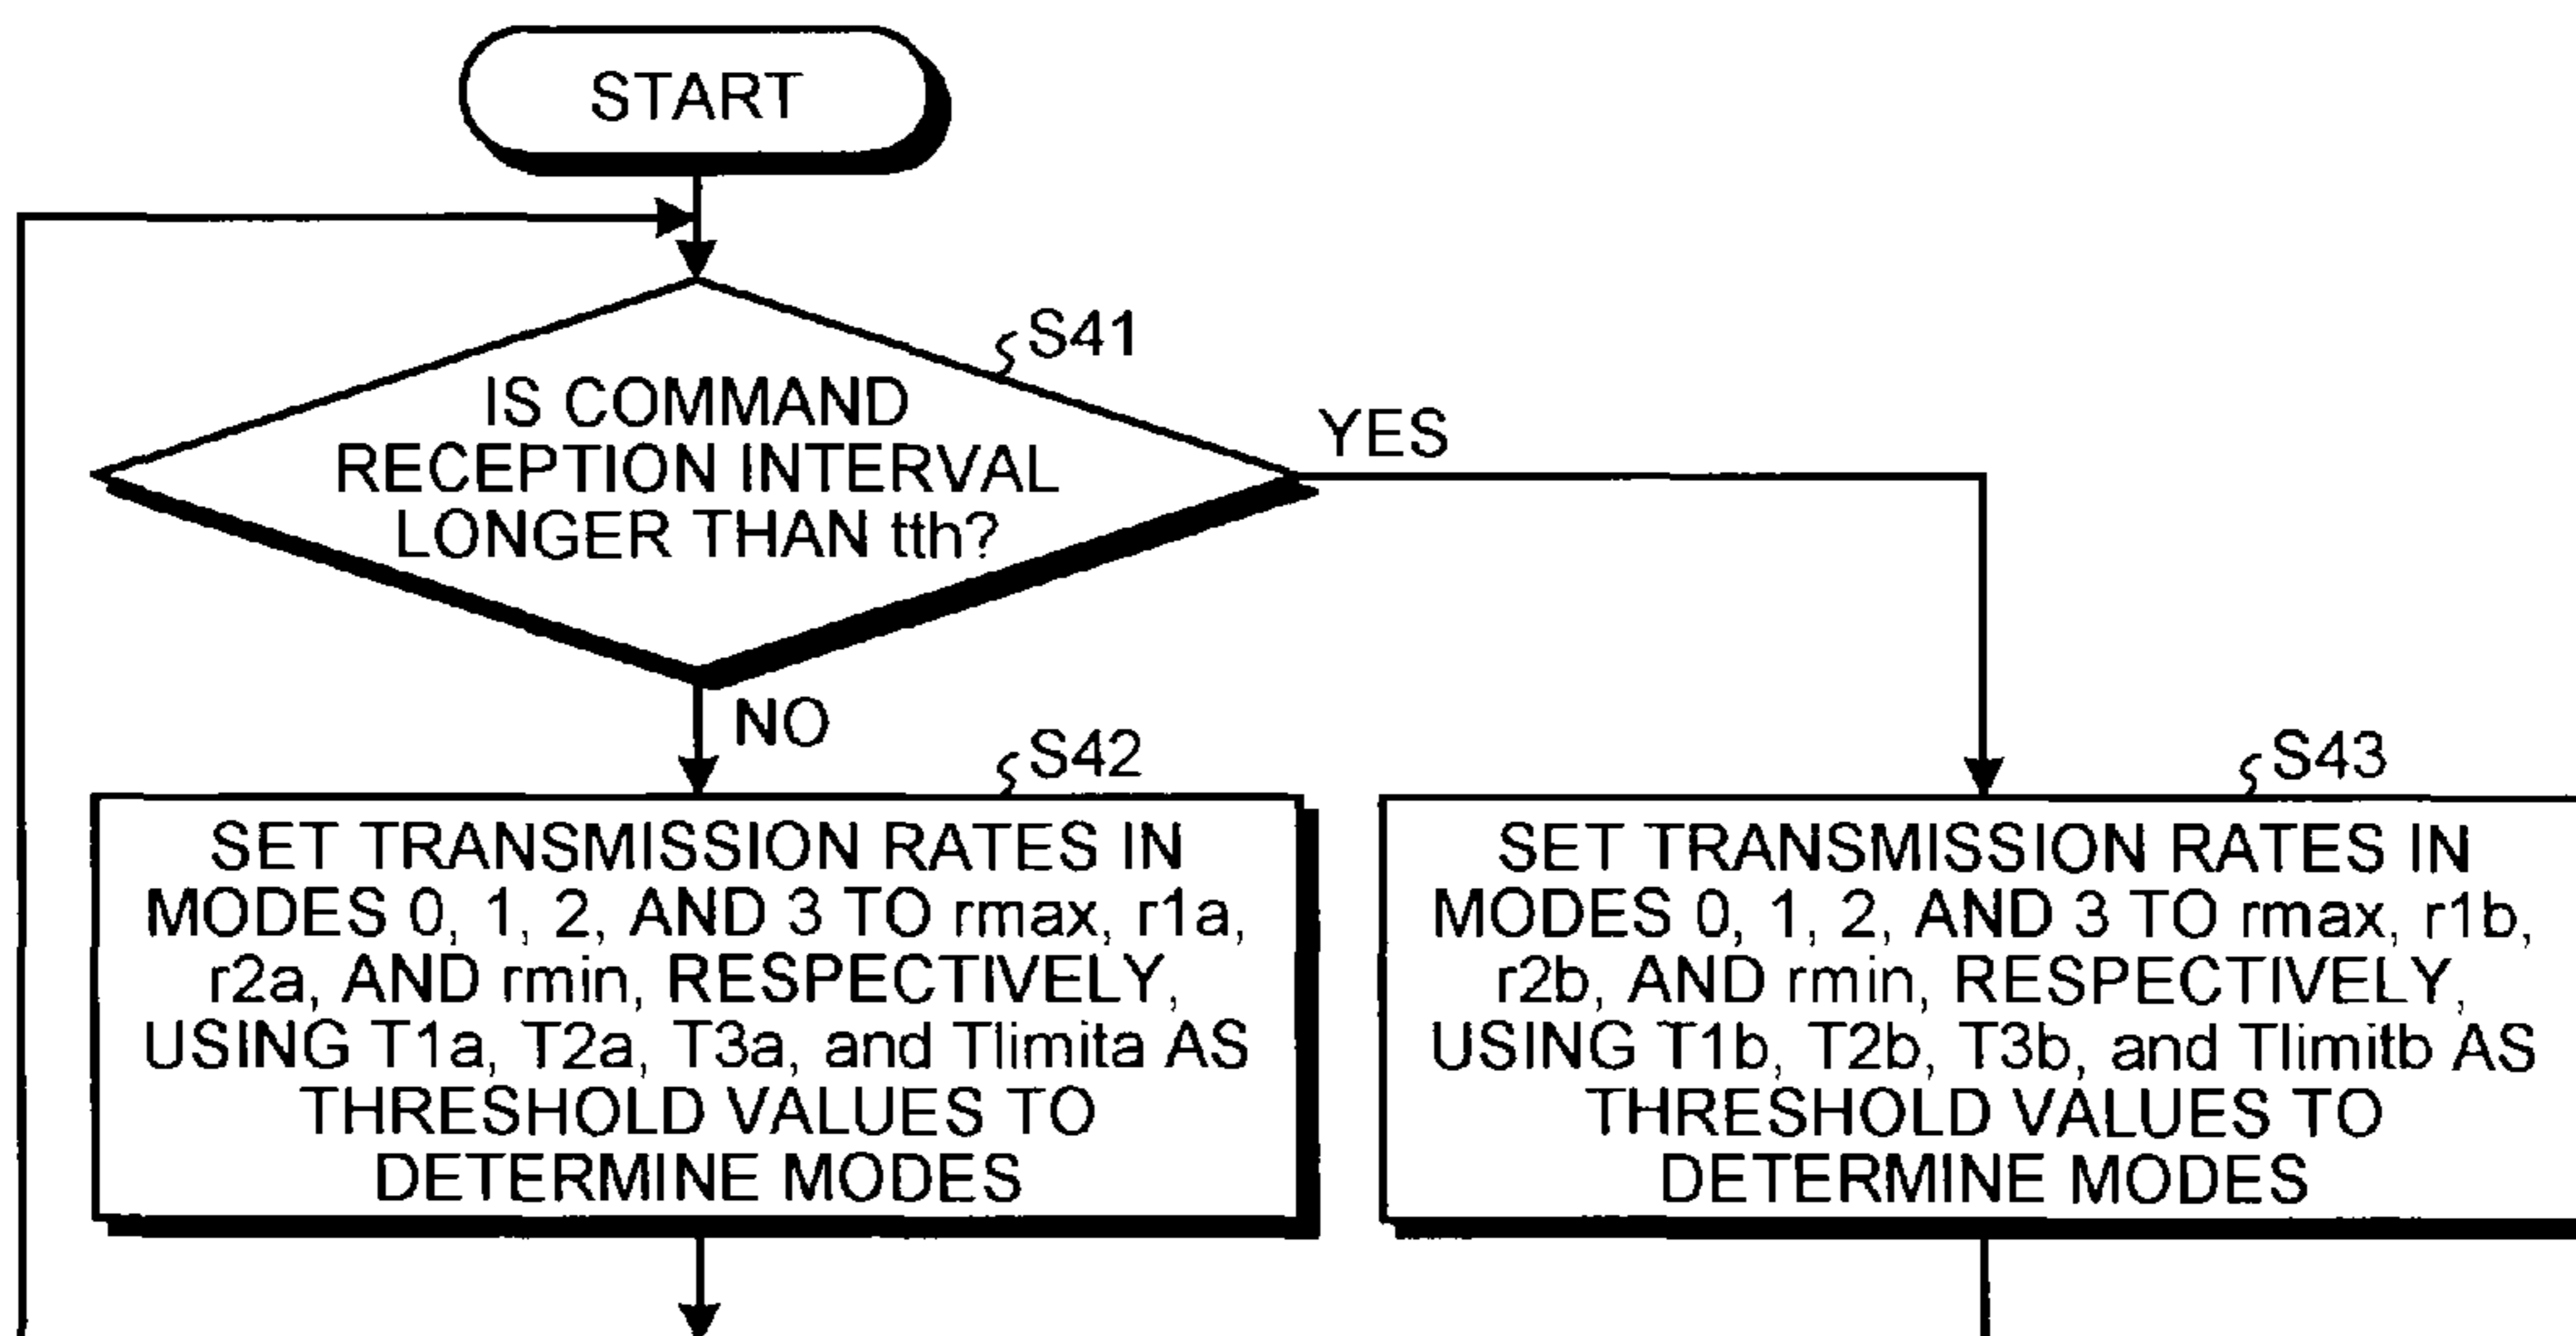 START
S41
IS COMMAND
RECEPTION INTERVAL
LONGER THAN tth?
YES
NO
S42
SET TRANSMISSION RATES IN
MODES 0, 1, 2, AND 3 TO rmax, r1a,
r2a, AND rmin, RESPECTIVELY,
USING T1a, T2a, T3a, and Tlimita AS
THRESHOLD VALUES TO
DETERMINE MODES
S43
SET TRANSMISSION RATES IN
MODES 0, 1, 2, AND 3 TO rmax, r1b,
r2b, AND rmin, RESPECTIVELY,
USING T1b, T2b, T3b, and Tlimitb AS
THRESHOLD VALUES TO
DETERMINE MODES